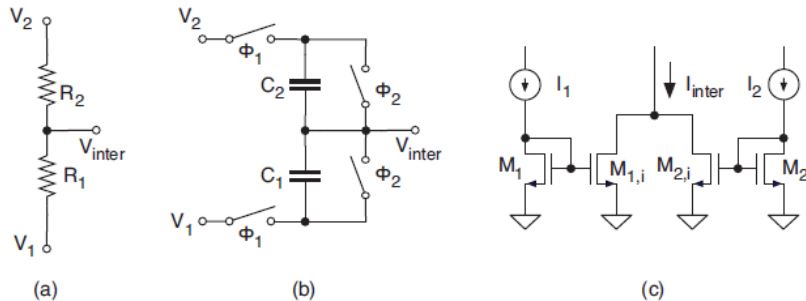 V2
R2
Vinter
R1
V1
(a)
V2
Φ1
C2
Φ2
Vinter
C1
Φ2
V1
Φ1
(b)
I1
Iinter
I2
M1
M1,i
M2,i
M2
(c)